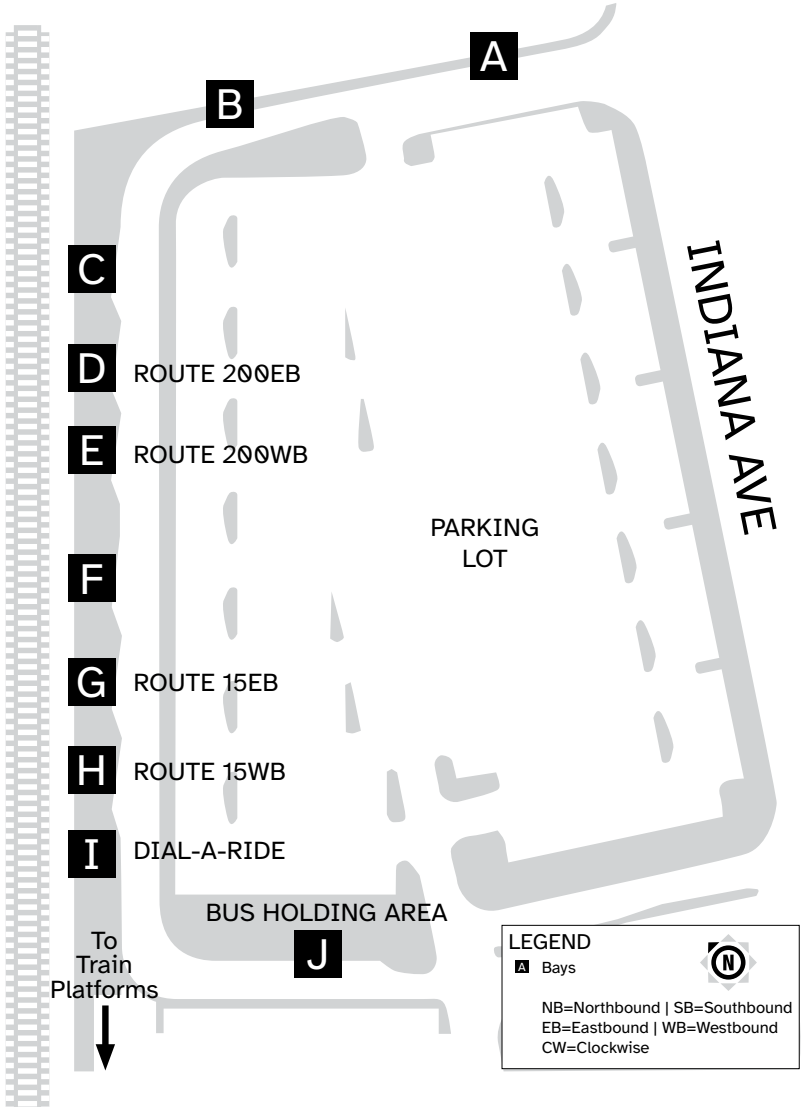 A
B
C
D ROUTE 200EB
E ROUTE 200WB
INDIANA AVE
PARKING
LOT
F
G ROUTE 15EB
H ROUTE 15WB
I DIAL-A-RIDE
BUS HOLDING AREA
J
To
Train
Platforms
LEGEND
A Bays
N
NB=Northbound | SB=Southbound
EB=Eastbound | WB=Westbound
CW=Clockwise